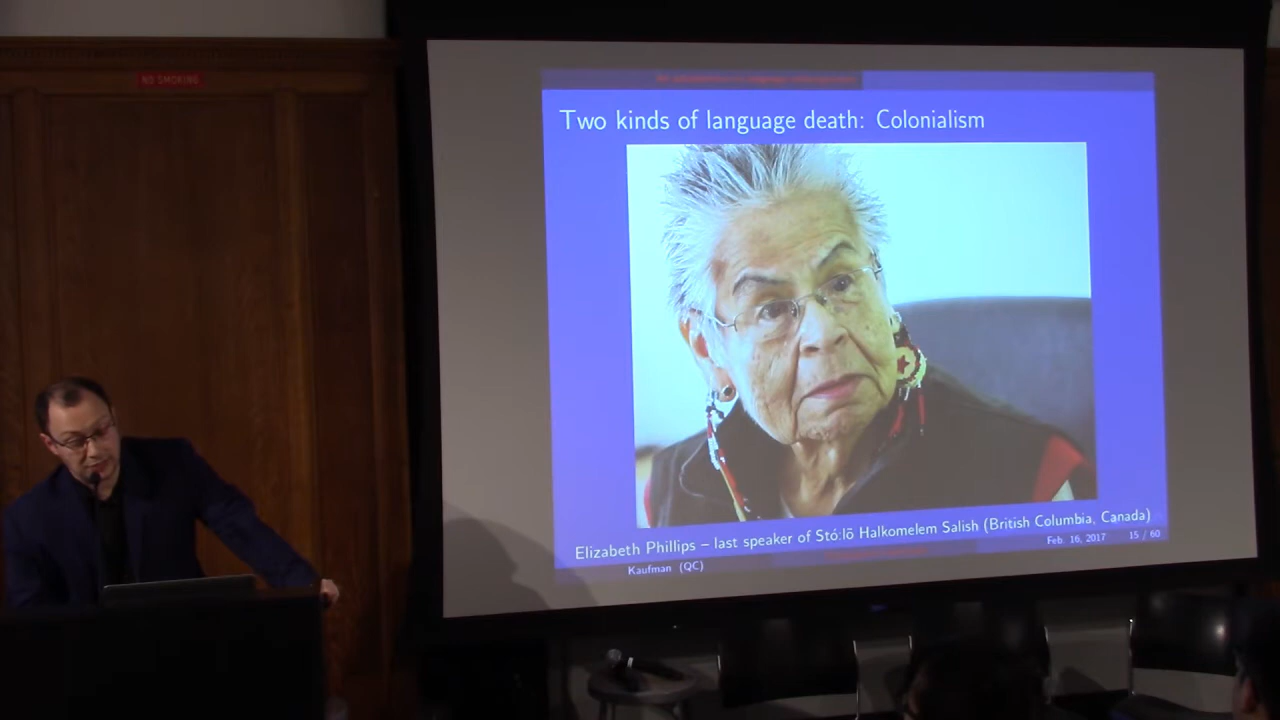 NO SMOKING
Two kinds of language death: Colonialism
Elizabeth Phillips – last speaker of Stó:lō Halkomelem Salish (British Columbia, Canada)
Kaufman (QC)
Feb. 16, 2017
15 / 60